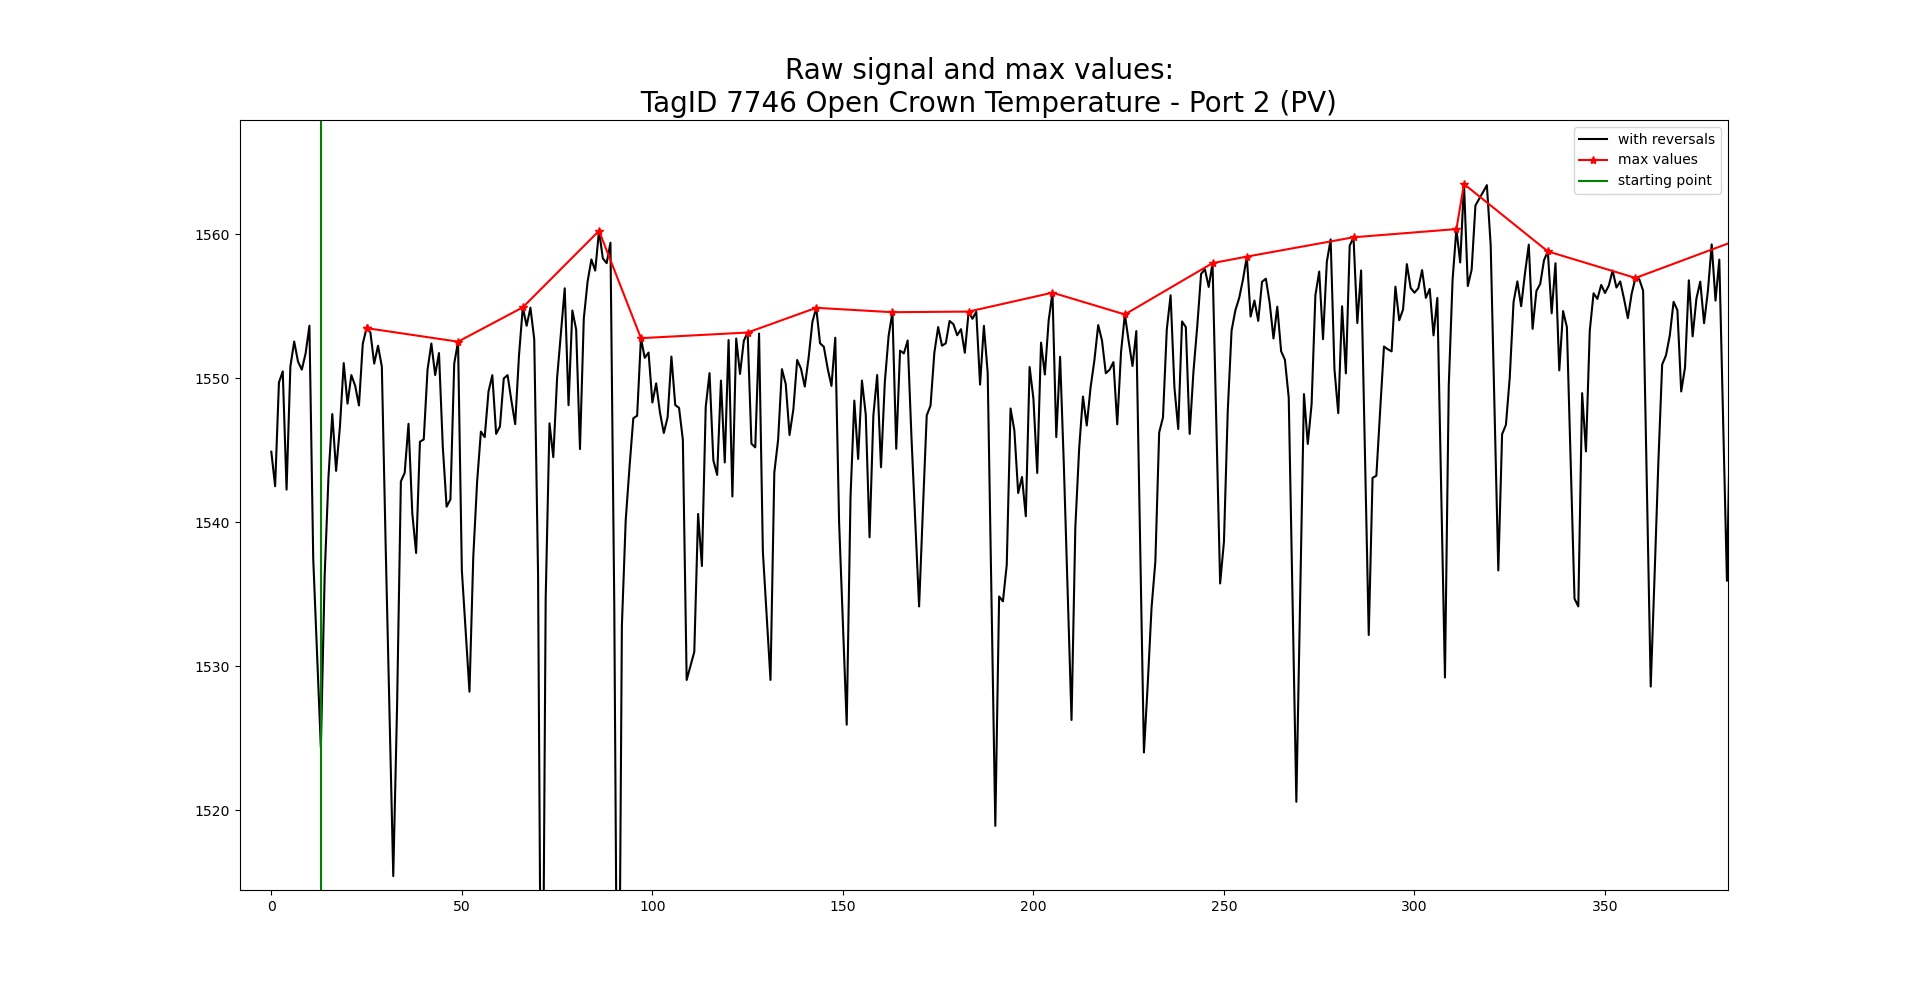 Raw signal and max values:
TagID 7746 Open Crown Temperature - Port 2 (PV)
with reversals
max values
starting point
1560
1550
1540
1530
1520
0 50 100 150 200 250 300 350